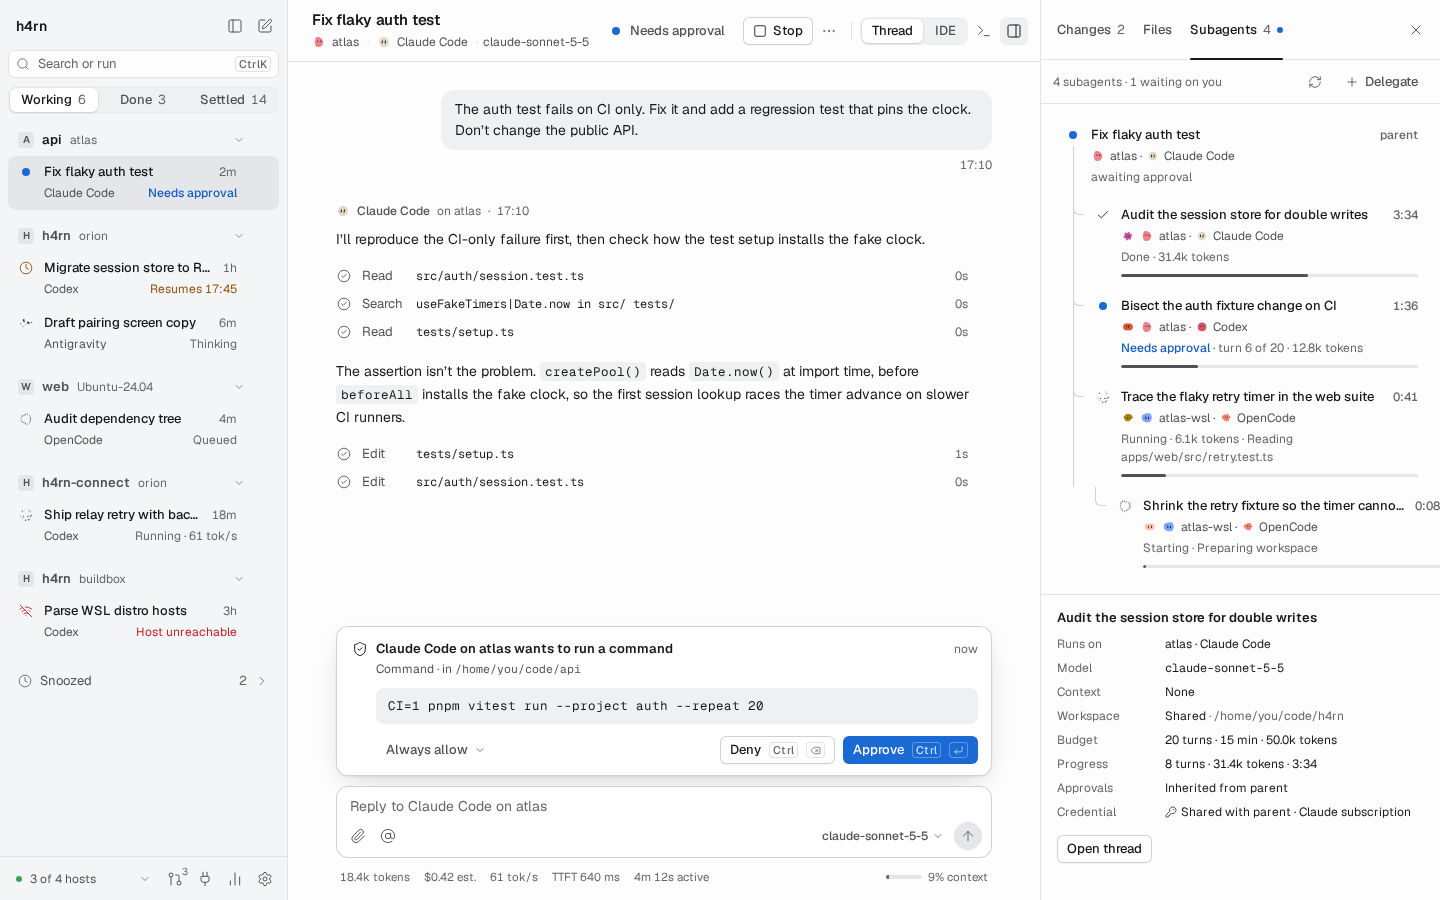 h4rn
Search or run CtrlK
Working 6 Done 3 Settled 14
A api atlas
Fix flaky auth test 2m
Claude Code Needs approval
H h4rn orion
Migrate session store to R... 1h
Codex Resumes 17:45
Draft pairing screen copy 6m
Antigravity Thinking
W web Ubuntu-24.04
Audit dependency tree 4m
OpenCode Queued
H h4rn-connect orion
Ship relay retry with bac... 18m
Codex Running · 61 tok/s
H h4rn buildbox
Parse WSL distro hosts 3h
Codex Host unreachable
Snoozed 2
3 of 4 hosts 3
Fix flaky auth test
atlas · Claude Code · claude-sonnet-5-5
Needs approval Stop ··· Thread IDE
The auth test fails on CI only. Fix it and add a regression test that pins the clock.
Don't change the public API.
17:10
Claude Code on atlas · 17:10
I'll reproduce the CI-only failure first, then check how the test setup installs the fake clock.
Read src/auth/session.test.ts 0s
Search useFakeTimers|Date.now in src/ tests/ 0s
Read tests/setup.ts 0s
The assertion isn't the problem. createPool() reads Date.now() at import time, before
beforeAll installs the fake clock, so the first session lookup races the timer advance on slower
CI runners.
Edit tests/setup.ts 1s
Edit src/auth/session.test.ts 0s
Claude Code on atlas wants to run a command now
Command · in /home/you/code/api
CI=1 pnpm vitest run --project auth --repeat 20
Always allow Deny Ctrl Approve Ctrl
Reply to Claude Code on atlas
claude-sonnet-5-5
18.4k tokens $0.42 est. 61 tok/s TTFT 640 ms 4m 12s active 9% context
Changes 2 Files Subagents 4
4 subagents · 1 waiting on you Delegate
Fix flaky auth test parent
atlas · Claude Code
awaiting approval
Audit the session store for double writes 3:34
atlas · Claude Code
Done · 31.4k tokens
Bisect the auth fixture change on CI 1:36
atlas · Codex
Needs approval · turn 6 of 20 · 12.8k tokens
Trace the flaky retry timer in the web suite 0:41
atlas-wsl · OpenCode
Running · 6.1k tokens · Reading
apps/web/src/retry.test.ts
Shrink the retry fixture so the timer canno... 0:08
atlas-wsl · OpenCode
Starting · Preparing workspace
Audit the session store for double writes
Runs on atlas · Claude Code
Model claude-sonnet-5-5
Context None
Workspace Shared · /home/you/code/h4rn
Budget 20 turns · 15 min · 50.0k tokens
Progress 8 turns · 31.4k tokens · 3:34
Approvals Inherited from parent
Credential Shared with parent · Claude subscription
Open thread